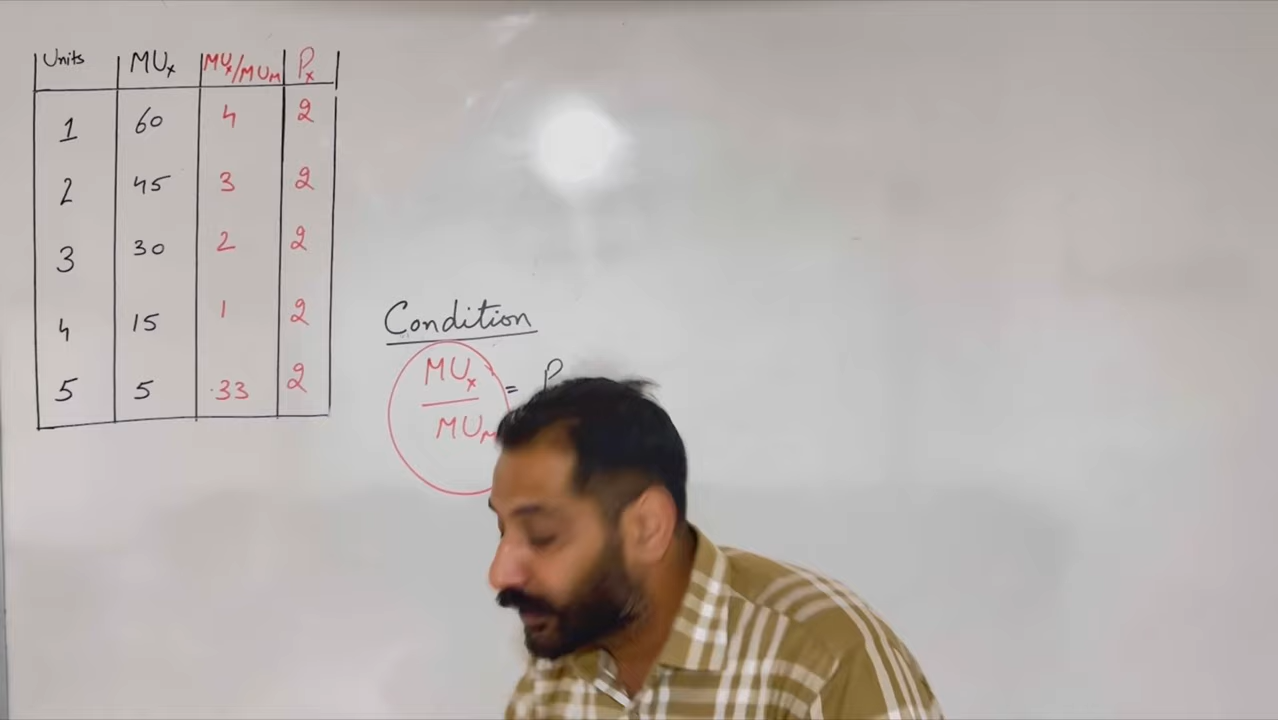 Units MUx MUx/MUM Px
1 60 4 2
2 45 3 2
3 30 2 2
4 15 1 2
5 5 .33 2
Condition
MUx
= P
MUM